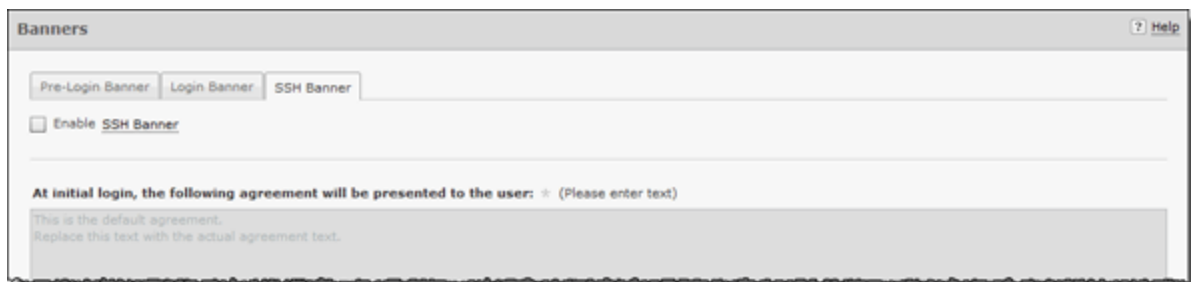 Banners
? Help
Pre-Login Banner Login Banner SSH Banner
Enable SSH Banner
At initial login, the following agreement will be presented to the user: * (Please enter text)
This is the default agreement.
Replace this text with the actual agreement text.